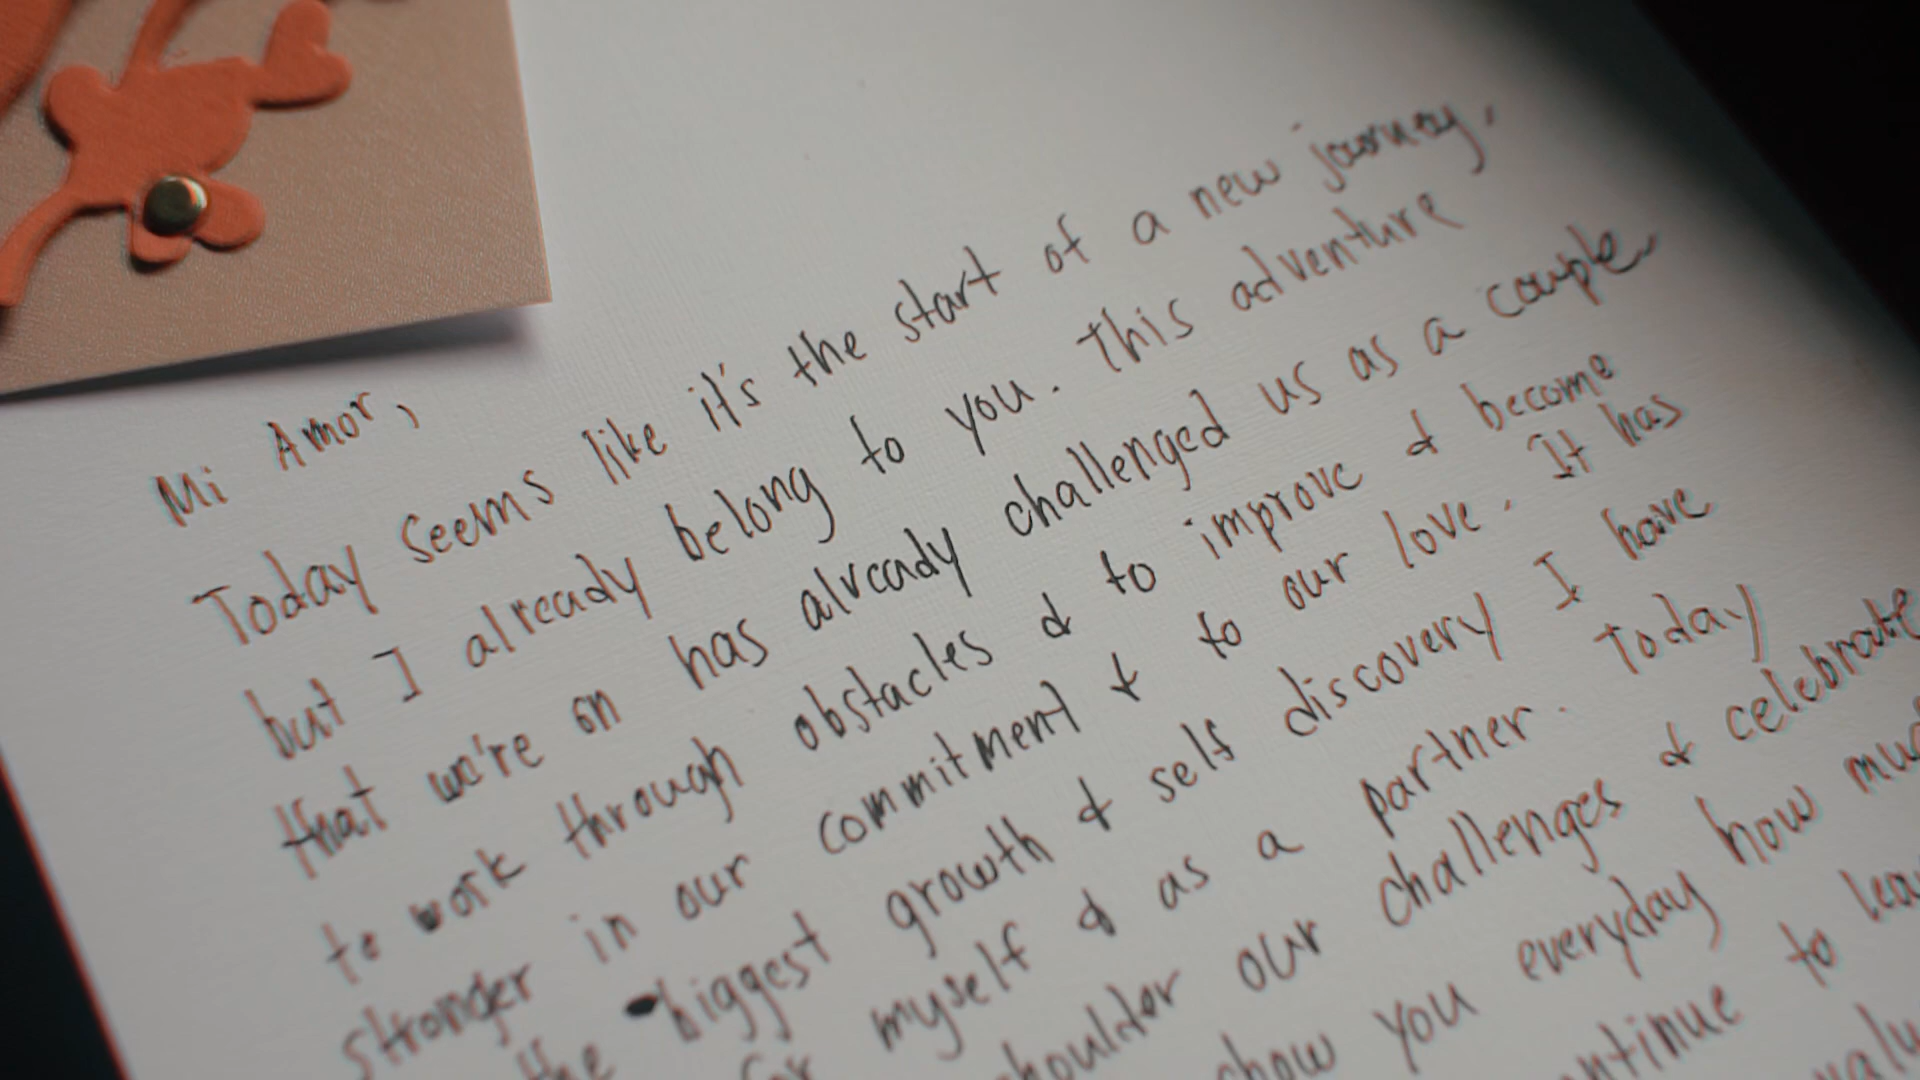 Mi Amor,
Today seems like it's the start of a new journey,
but I already belong to you. This adventure
that we're on has already challenged us as a couple
to work through obstacles & to improve & become
stronger in our commitment & to our love. It has
the biggest growth & self discovery I have
for myself & as a partner. Today
shoulder our challenges & celebrate
show you everyday how
continue to